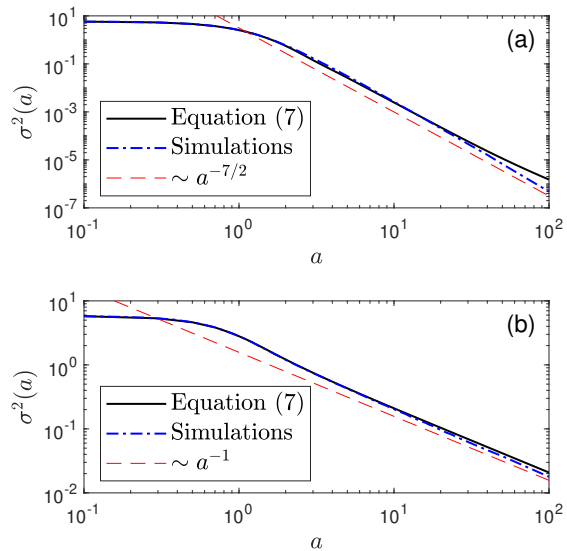 10^1
(a)
10^-1
10^-3
10^-5
10^-7
σ²(a)
Equation (7)
Simulations
∼ a^{-7/2}
10^-1
10^0
10^1
10^2
a
10^1
(b)
10^0
10^-1
10^-2
σ²(a)
Equation (7)
Simulations
∼ a^{-1}
10^-1
10^0
10^1
10^2
a